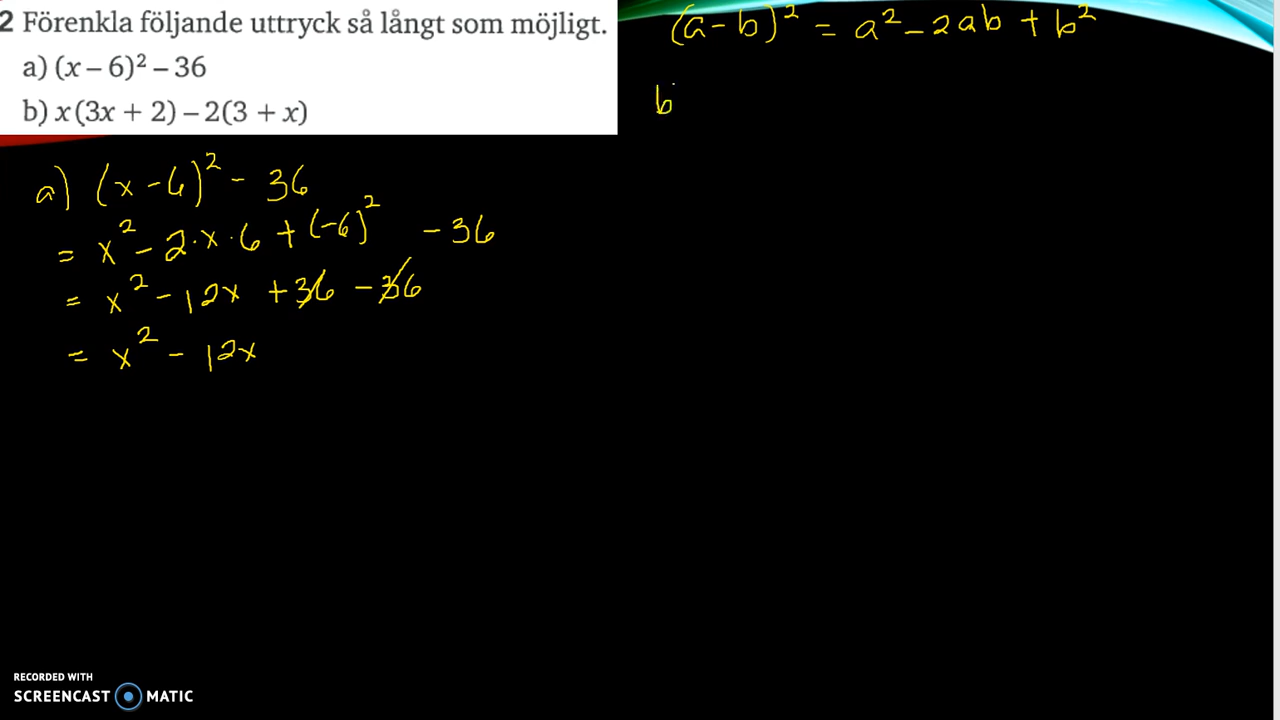 2 Förenkla följande uttryck så långt som möjligt.
a) (x – 6)² – 36
b) x(3x + 2) – 2(3 + x)
(a - b)² = a² - 2ab + b²
b
a) (x - 6)² - 36
= x² - 2·x·6 + (-6)² - 36
= x² - 12x + 36 - 36
= x² - 12x
RECORDED WITH
SCREENCAST MATIC